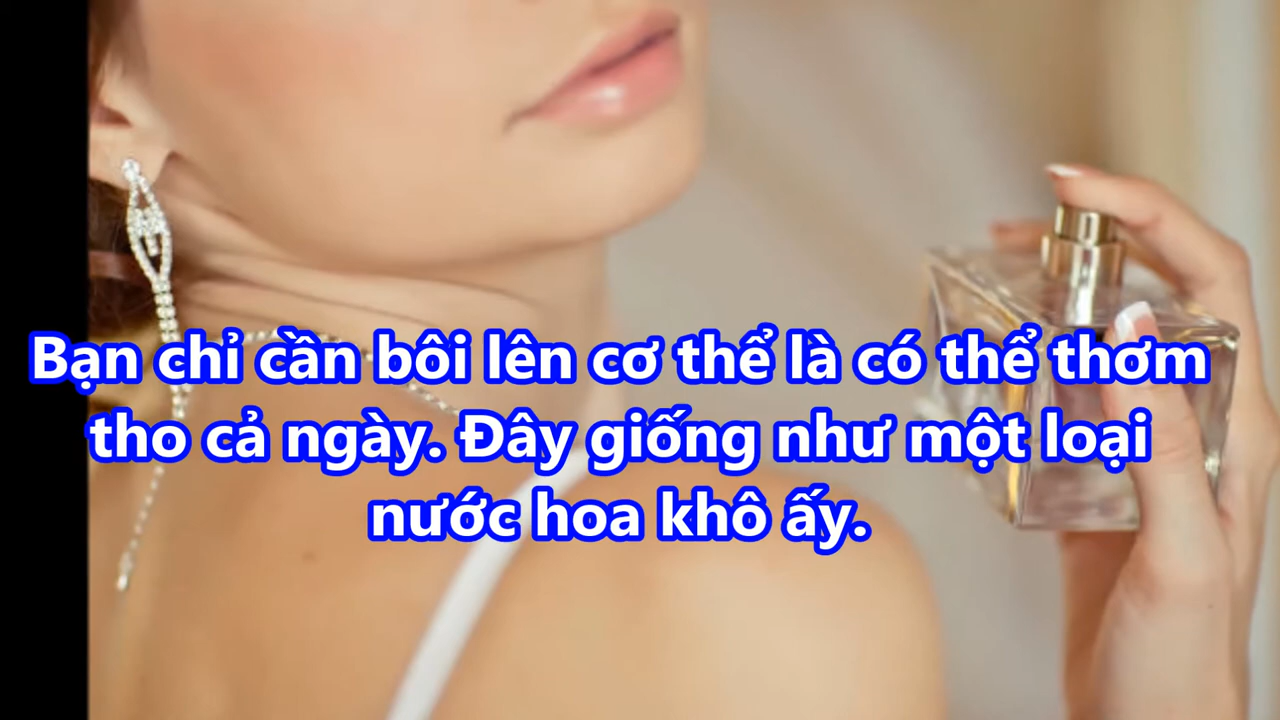 Bạn chỉ cần bôi lên cơ thể là có thể thơm
tho cả ngày. Đây giống như một loại
nước hoa khô ấy.